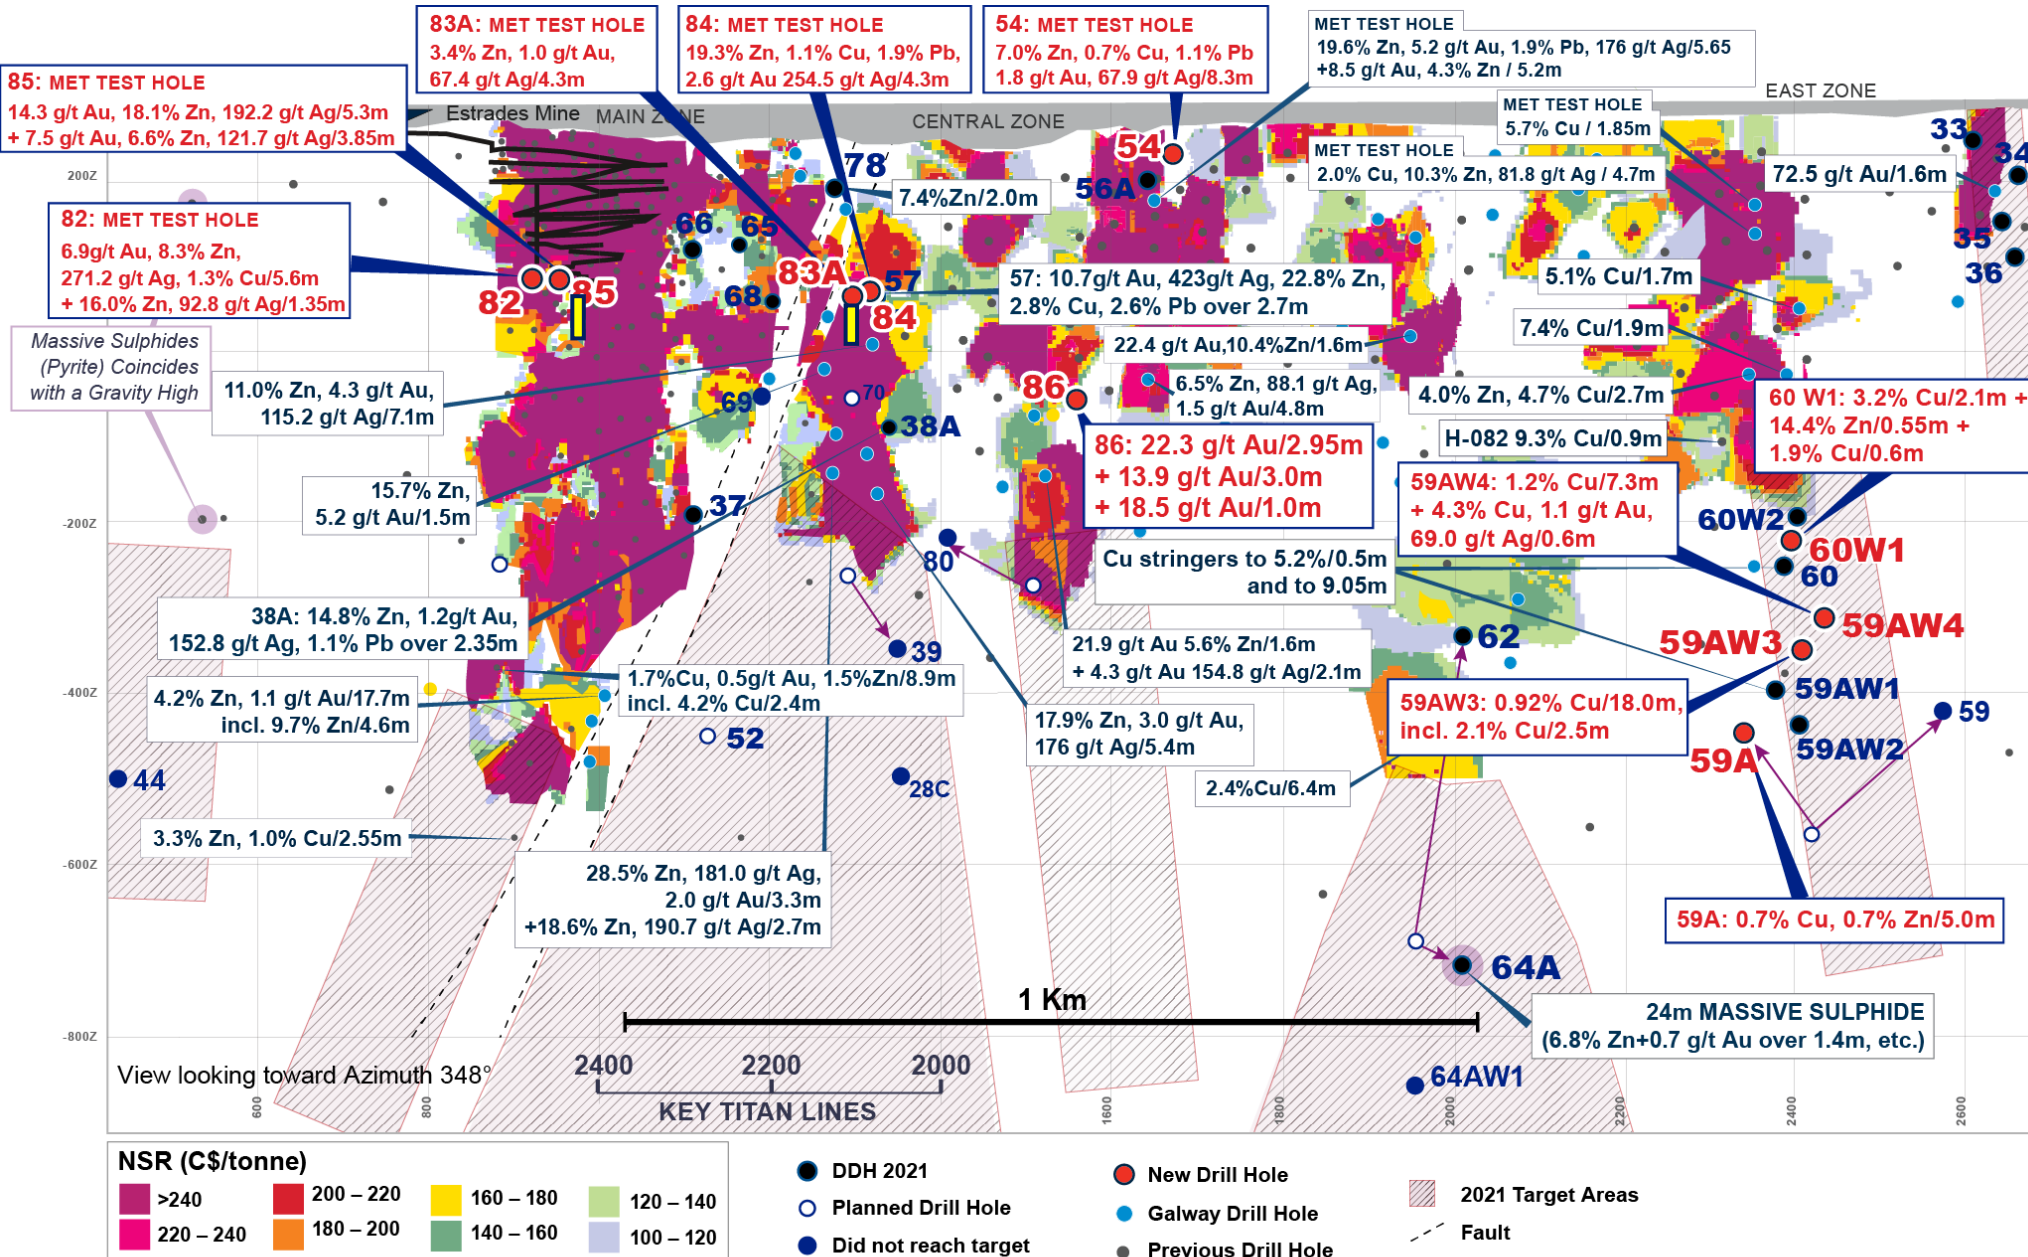 83A: MET TEST HOLE
3.4% Zn, 1.0 g/t Au,
67.4 g/t Ag/4.3m
84: MET TEST HOLE
19.3% Zn, 1.1% Cu, 1.9% Pb,
2.6 g/t Au 254.5 g/t Ag/4.3m
54: MET TEST HOLE
7.0% Zn, 0.7% Cu, 1.1% Pb
1.8 g/t Au, 67.9 g/t Ag/8.3m
MET TEST HOLE
19.6% Zn, 5.2 g/t Au, 1.9% Pb, 176 g/t Ag/5.65
+8.5 g/t Au, 4.3% Zn / 5.2m
85: MET TEST HOLE
14.3 g/t Au, 18.1% Zn, 192.2 g/t Ag/5.3m
+ 7.5 g/t Au, 6.6% Zn, 121.7 g/t Ag/3.85m
Estrades Mine
MAIN ZONE
CENTRAL ZONE
EAST ZONE
MET TEST HOLE
5.7% Cu / 1.85m
MET TEST HOLE
2.0% Cu, 10.3% Zn, 81.8 g/t Ag / 4.7m
72.5 g/t Au/1.6m
33
34
35
36
54
56A
78
7.4%Zn/2.0m
200Z
82: MET TEST HOLE
6.9g/t Au, 8.3% Zn,
271.2 g/t Ag, 1.3% Cu/5.6m
+ 16.0% Zn, 92.8 g/t Ag/1.35m
66
65
68
82
85
83A
57
84
57: 10.7g/t Au, 423g/t Ag, 22.8% Zn,
2.8% Cu, 2.6% Pb over 2.7m
5.1% Cu/1.7m
7.4% Cu/1.9m
22.4 g/t Au,10.4%Zn/1.6m
Massive Sulphides
(Pyrite) Coincides
with a Gravity High
11.0% Zn, 4.3 g/t Au,
115.2 g/t Ag/7.1m
69
70
38A
86
6.5% Zn, 88.1 g/t Ag,
1.5 g/t Au/4.8m
4.0% Zn, 4.7% Cu/2.7m
60 W1: 3.2% Cu/2.1m +
14.4% Zn/0.55m +
1.9% Cu/0.6m
H-082 9.3% Cu/0.9m
86: 22.3 g/t Au/2.95m
+ 13.9 g/t Au/3.0m
+ 18.5 g/t Au/1.0m
59AW4: 1.2% Cu/7.3m
+ 4.3% Cu, 1.1 g/t Au,
69.0 g/t Ag/0.6m
15.7% Zn,
5.2 g/t Au/1.5m
37
-200Z
80
60W2
60W1
60
Cu stringers to 5.2%/0.5m
and to 9.05m
38A: 14.8% Zn, 1.2g/t Au,
152.8 g/t Ag, 1.1% Pb over 2.35m
39
62
59AW4
59AW3
59AW1
59AW2
59A
59
21.9 g/t Au 5.6% Zn/1.6m
+ 4.3 g/t Au 154.8 g/t Ag/2.1m
1.7%Cu, 0.5g/t Au, 1.5%Zn/8.9m
incl. 4.2% Cu/2.4m
-400Z
4.2% Zn, 1.1 g/t Au/17.7m
incl. 9.7% Zn/4.6m
52
17.9% Zn, 3.0 g/t Au,
176 g/t Ag/5.4m
59AW3: 0.92% Cu/18.0m,
incl. 2.1% Cu/2.5m
44
28C
2.4%Cu/6.4m
3.3% Zn, 1.0% Cu/2.55m
-600Z
28.5% Zn, 181.0 g/t Ag,
2.0 g/t Au/3.3m
+18.6% Zn, 190.7 g/t Ag/2.7m
59A: 0.7% Cu, 0.7% Zn/5.0m
64A
1 Km
24m MASSIVE SULPHIDE
(6.8% Zn+0.7 g/t Au over 1.4m, etc.)
-800Z
View looking toward Azimuth 348°
2400
2200
2000
KEY TITAN LINES
64AW1
600
800
1600
1800
2000
2200
2400
2600
NSR (C$/tonne)
>240
200 – 220
160 – 180
120 – 140
220 – 240
180 – 200
140 – 160
100 – 120
DDH 2021
Planned Drill Hole
Did not reach target
New Drill Hole
Galway Drill Hole
Previous Drill Hole
2021 Target Areas
Fault